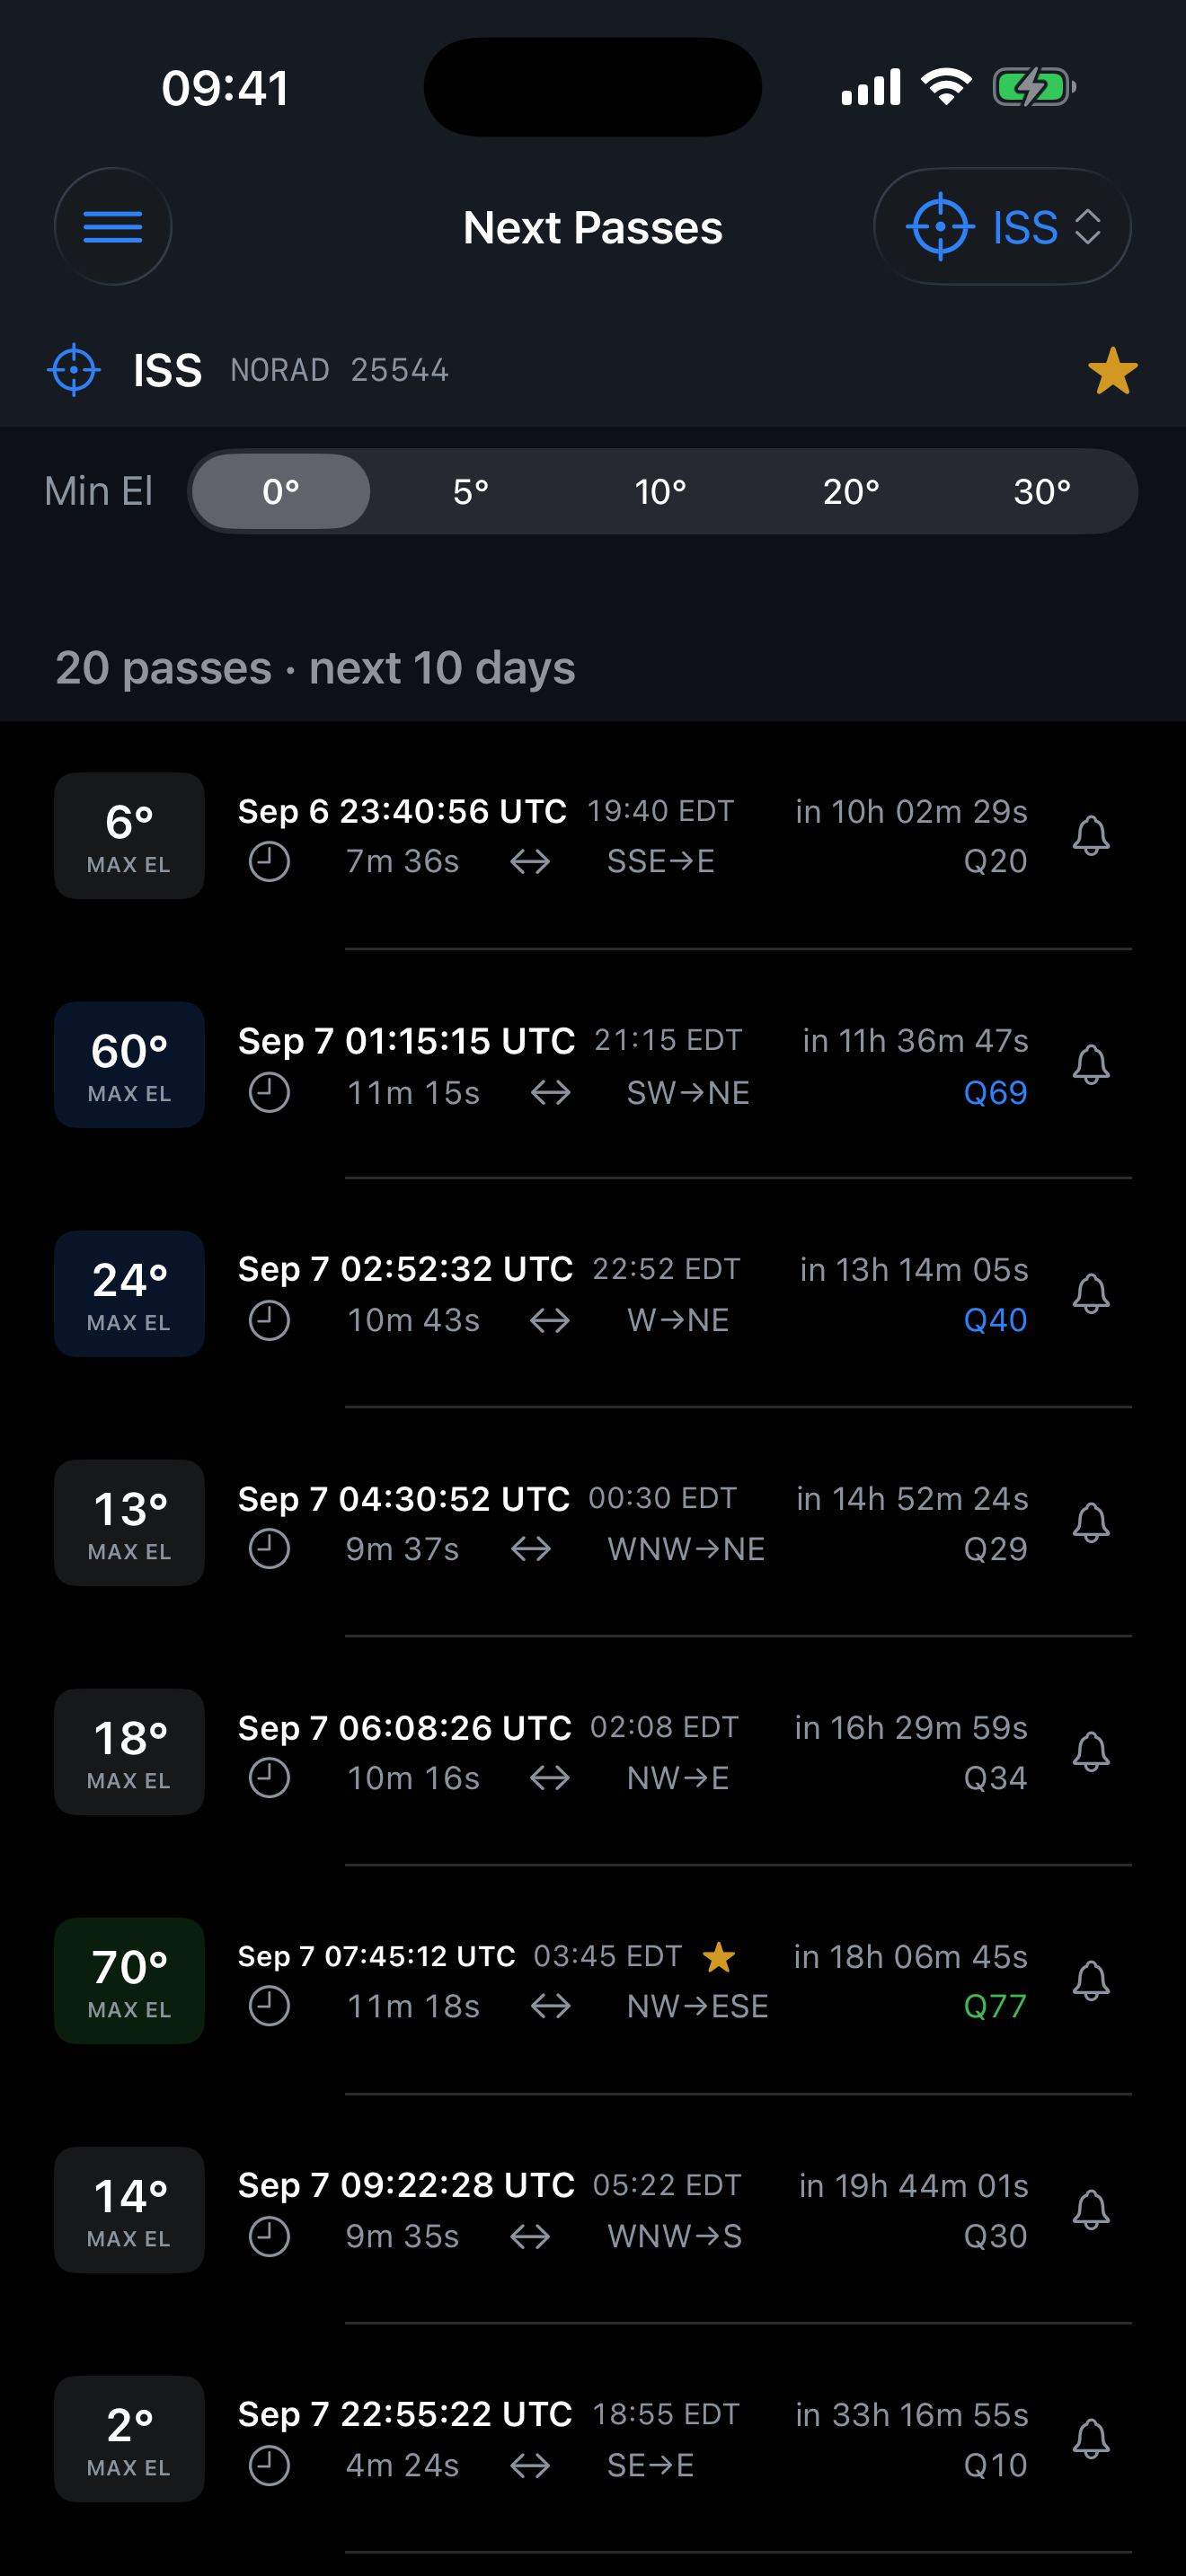 09:41
Next Passes
ISS
ISS NORAD 25544
Min El 0° 5° 10° 20° 30°
20 passes · next 10 days
6° MAX EL
Sep 6 23:40:56 UTC 19:40 EDT in 10h 02m 29s
7m 36s ↔ SSE→E Q20
60° MAX EL
Sep 7 01:15:15 UTC 21:15 EDT in 11h 36m 47s
11m 15s ↔ SW→NE Q69
24° MAX EL
Sep 7 02:52:32 UTC 22:52 EDT in 13h 14m 05s
10m 43s ↔ W→NE Q40
13° MAX EL
Sep 7 04:30:52 UTC 00:30 EDT in 14h 52m 24s
9m 37s ↔ WNW→NE Q29
18° MAX EL
Sep 7 06:08:26 UTC 02:08 EDT in 16h 29m 59s
10m 16s ↔ NW→E Q34
70° MAX EL
Sep 7 07:45:12 UTC 03:45 EDT ★ in 18h 06m 45s
11m 18s ↔ NW→ESE Q77
14° MAX EL
Sep 7 09:22:28 UTC 05:22 EDT in 19h 44m 01s
9m 35s ↔ WNW→S Q30
2° MAX EL
Sep 7 22:55:22 UTC 18:55 EDT in 33h 16m 55s
4m 24s ↔ SE→E Q10